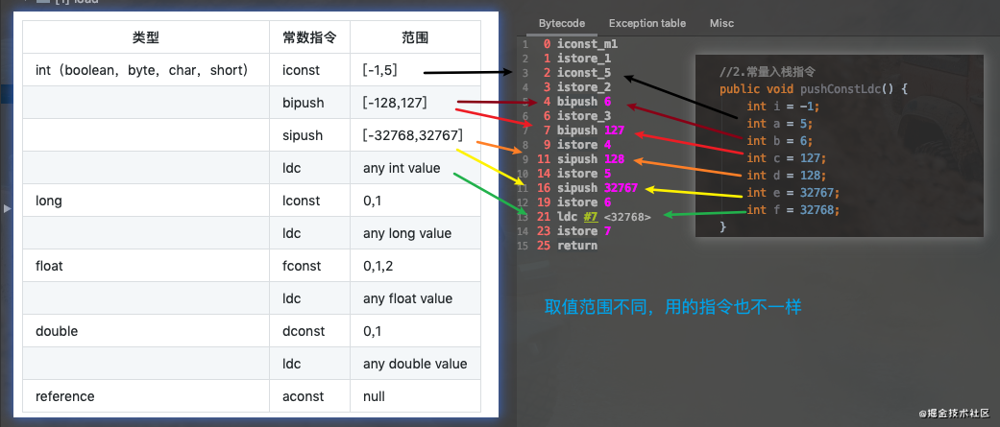 [1] load
类型 常数指令 范围
int（boolean，byte，char，short） iconst [-1,5]
bipush [-128,127]
sipush [-32768,32767]
ldc any int value
long lconst 0,1
ldc any long value
float fconst 0,1,2
ldc any float value
double dconst 0,1
ldc any double value
reference aconst null
Bytecode Exception table Misc
1 0 iconst_m1
2 1 istore_1
3 2 iconst_5
4 3 istore_2
5 4 bipush 6
6 6 istore_3
7 7 bipush 127
8 9 istore 4
9 11 sipush 128
10 14 istore 5
11 16 sipush 32767
12 19 istore 6
13 21 ldc #7 <32768>
14 23 istore 7
15 25 return
//2.常量入栈指令
public void pushConstLdc() {
int i = -1;
int a = 5;
int b = 6;
int c = 127;
int d = 128;
int e = 32767;
int f = 32768;
}
取值范围不同，用的指令也不一样
@掘金技术社区